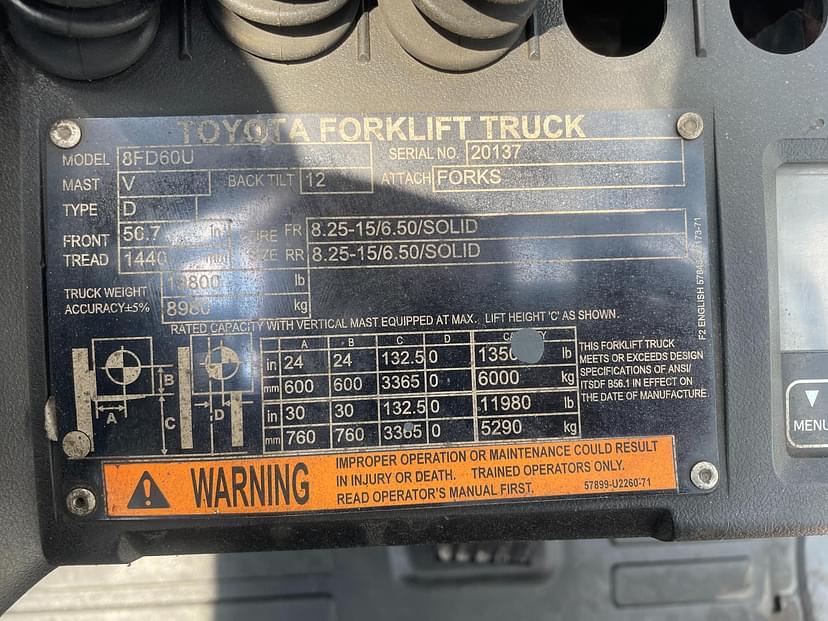 TOYOTA FORKLIFT TRUCK
MODEL 8FD60U SERIAL NO. 20137
MAST V BACK TILT 12 ATTACH FORKS
TYPE D
FRONT TREAD 56.7 in 1440 mm
TIRE SIZE FR 8.25-15/6.50/SOLID
RR 8.25-15/6.50/SOLID
TRUCK WEIGHT lb
ACCURACY±5% 8980 kg
RATED CAPACITY WITH VERTICAL MAST EQUIPPED AT MAX. LIFT HEIGHT 'C' AS SHOWN.
A B C D CAPACITY
in 24 24 132.5 0 lb
mm 600 600 3365 0 6000 kg
in 30 30 132.5 0 11980 lb
mm 760 760 3365 0 5290 kg
A B C D
THIS FORKLIFT TRUCK
MEETS OR EXCEEDS DESIGN
SPECIFICATIONS OF ANSI/
ITSDF B56.1 IN EFFECT ON
THE DATE OF MANUFACTURE.
F2 ENGLISH
WARNING
IMPROPER OPERATION OR MAINTENANCE COULD RESULT
IN INJURY OR DEATH. TRAINED OPERATORS ONLY.
READ OPERATOR'S MANUAL FIRST.
57899-U2260-71
MENU